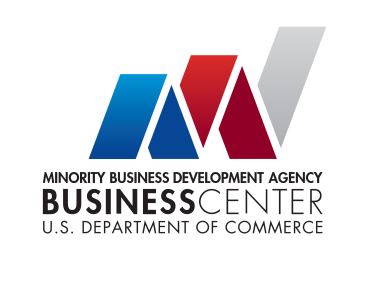 MINORITY BUSINESS DEVELOPMENT AGENCY
BUSINESSCENTER
U.S. DEPARTMENT OF COMMERCE